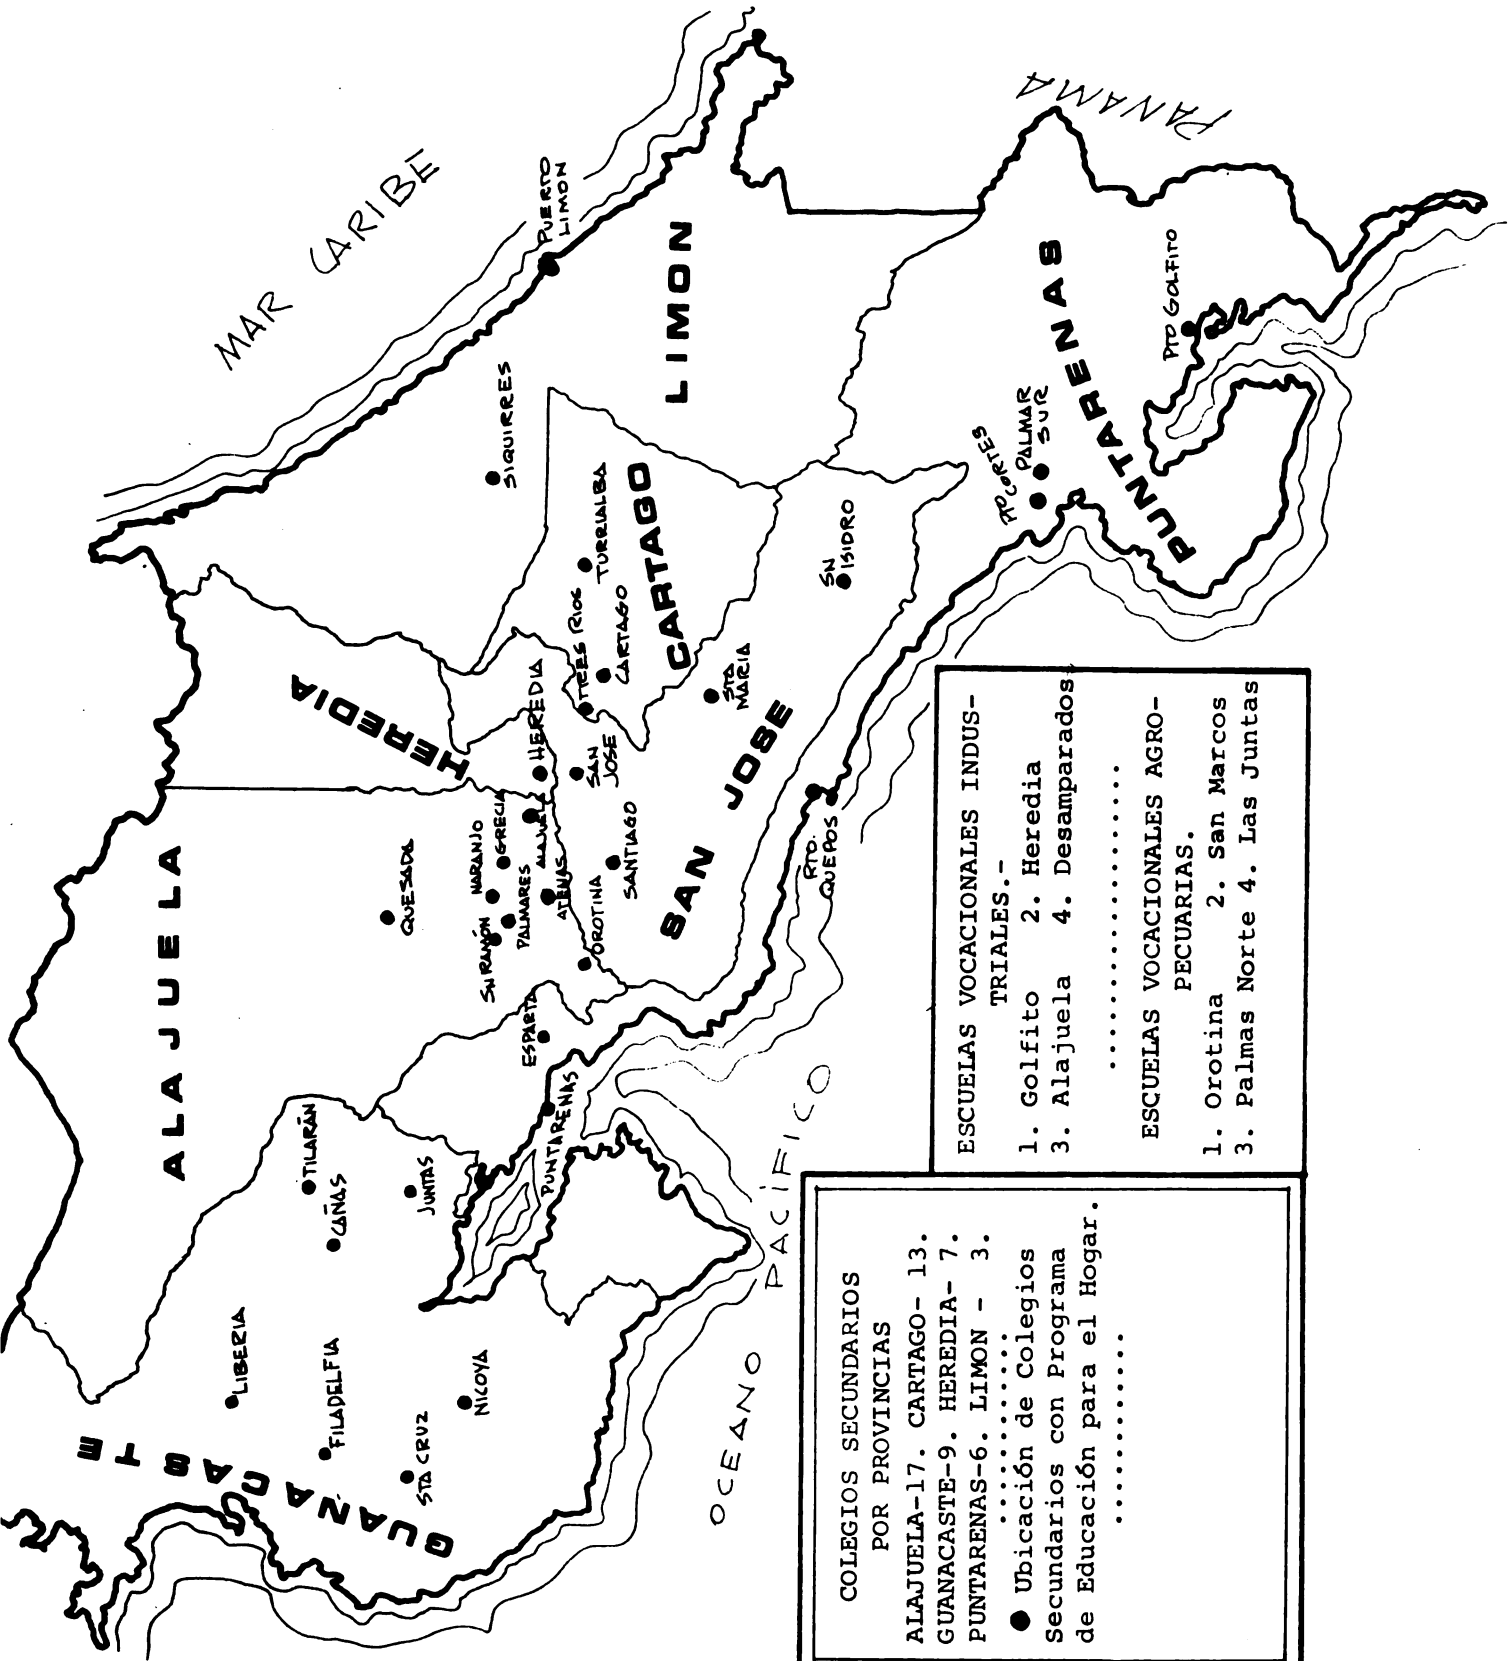 MAR CARIBE
PANAMA
OCEANO PACÍFICO
GUANACASTE
ALAJUELA
HEREDIA
LIMON
CARTAGO
SAN JOSE
PUNTARENAS
LIBERIA
FILADELFIA
STA CRUZ
NICOYA
TILARÁN
CAÑAS
JUNTAS
PUNTARENAS
ESPARTA
QUESADA
SN RAMÓN
NARANJO
PALMARES
GRECIA
ALAJUELA
ATENAS
OROTINA
SANTIAGO
HEREDIA
SAN
JOSE
TRES RIOS
CARTAGO
TURRIALBA
SIQUIRRES
PUERTO
LIMON
STA
MARIA
SN
ISIDRO
PTO.
QUEPOS
PTO CORTES
PALMAR
SUR
PTO GOLFITO
COLEGIOS SECUNDARIOS
POR PROVINCIAS
ALAJUELA-17. CARTAGO- 13.
GUANACASTE-9. HEREDIA- 7.
PUNTARENAS-6. LIMON - 3.
..............
● Ubicación de Colegios
Secundarios con Programa
de Educación para el Hogar.
..............
ESCUELAS VOCACIONALES INDUS-
TRIALES.-
1. Golfito 2. Heredia
3. Alajuela 4. Desamparados
......................
ESCUELAS VOCACIONALES AGRO-
PECUARIAS.
1. Orotina 2. San Marcos
3. Palmas Norte 4. Las Juntas